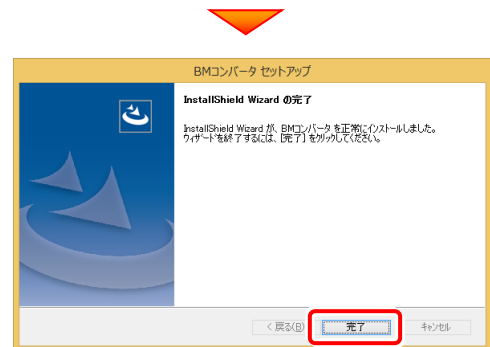 BMコンバータ セットアップ
InstallShield Wizard の完了
InstallShield Wizard が、BMコンバータ を正常にインストールしました。
ウィザードを終了するには、[完了] をクリックしてください。
< 戻る(B)
完了
キャンセル